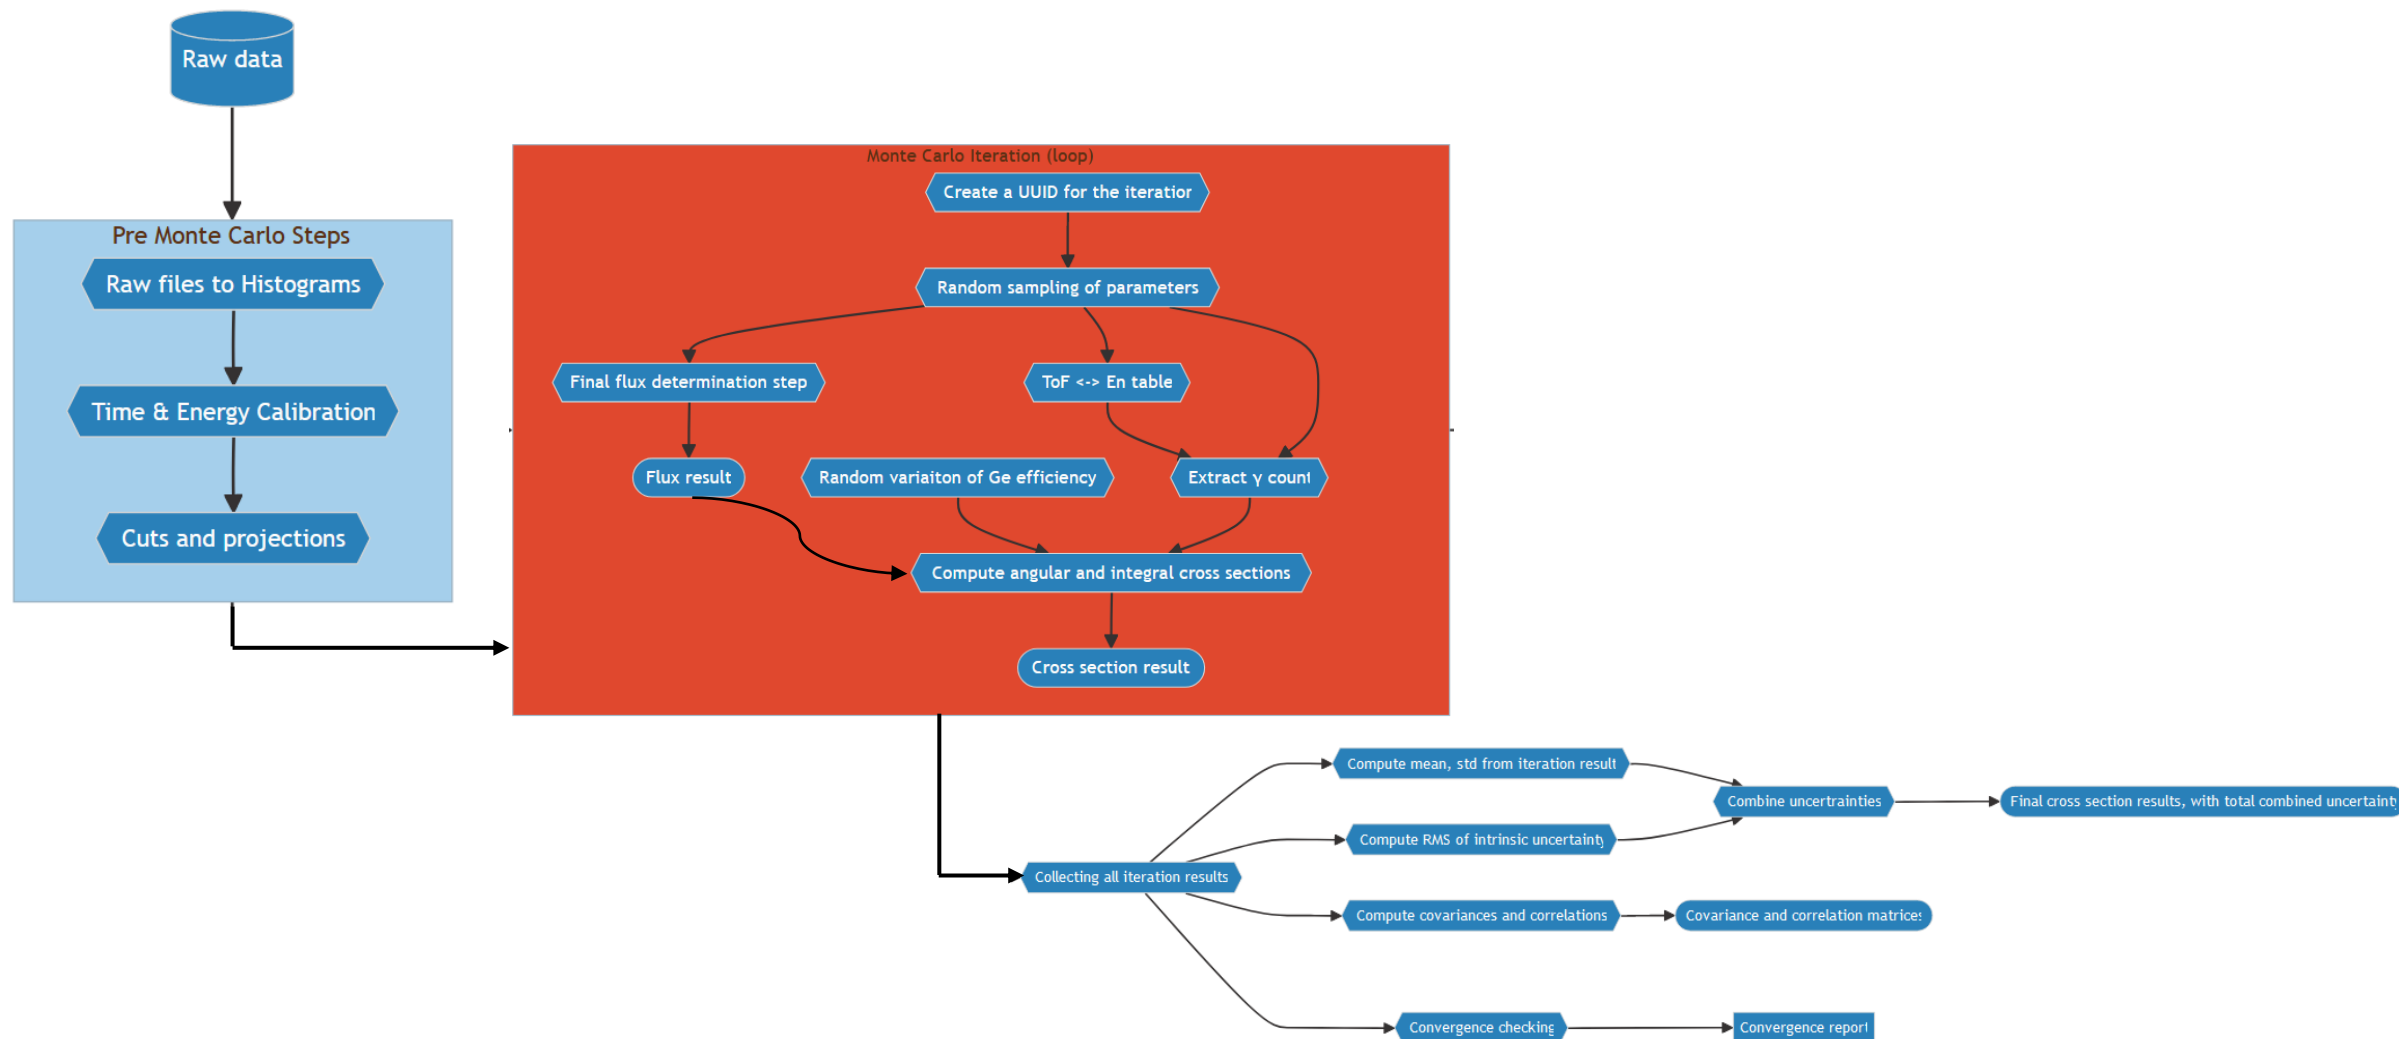 Raw data
Pre Monte Carlo Steps
Raw files to Histograms
Time & Energy Calibration
Cuts and projections
Monte Carlo Iteration (loop)
Create a UUID for the iteration
Random sampling of parameters
Final flux determination step
ToF <-> En table
Flux result
Random variaiton of Ge efficiency
Extract γ count
Compute angular and integral cross sections
Cross section result
Compute mean, std from iteration result
Combine uncertrainties
Final cross section results, with total combined uncertainty
Compute RMS of intrinsic uncertainty
Collecting all iteration results
Compute covariances and correlations
Covariance and correlation matrices
Convergence checking
Convergence report